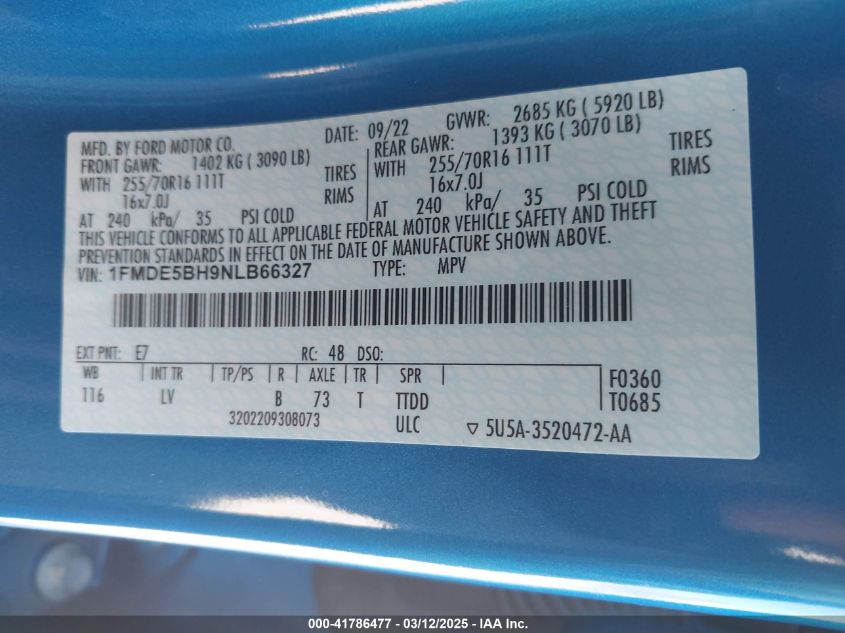 MFD. BY FORD MOTOR CO. DATE: 09/22 GVWR: 2685 KG ( 5920 LB)
FRONT GAWR: 1402 KG ( 3090 LB) REAR GAWR: 1393 KG ( 3070 LB)
WITH 255/70R16 111T TIRES WITH 255/70R16 111T TIRES
16x7.0J RIMS 16x7.0J RIMS
AT 240 kPa/ 35 PSI COLD AT 240 kPa/ 35 PSI COLD
THIS VEHICLE CONFORMS TO ALL APPLICABLE FEDERAL MOTOR VEHICLE SAFETY AND THEFT
PREVENTION STANDARDS IN EFFECT ON THE DATE OF MANUFACTURE SHOWN ABOVE.
VIN: 1FMDE5BH9NLB66327 TYPE: MPV
EXT PNT: E7 RC: 48 DSO:
WB INT TR TP/PS R AXLE TR SPR F0360
116 LV B 73 T TTDD T0685
3202209308073 ULC ▽ 5U5A-3520472-AA
000-41786477 - 03/12/2025 - IAA Inc.